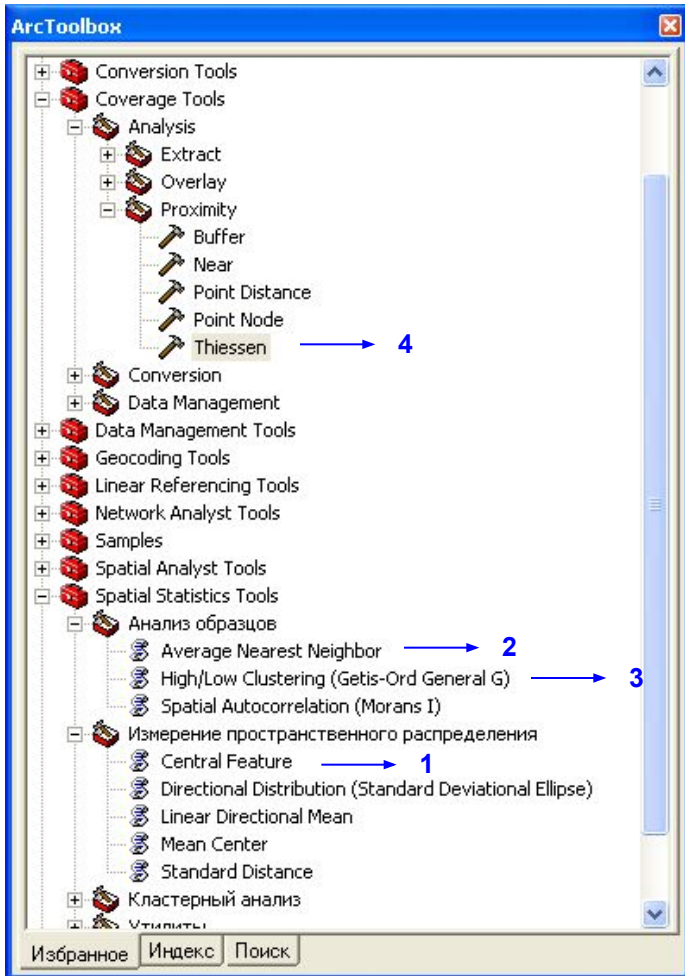 ArcToolbox
Conversion Tools
Coverage Tools
Analysis
Extract
Overlay
Proximity
Buffer
Near
Point Distance
Point Node
Thiessen 4
Conversion
Data Management
Data Management Tools
Geocoding Tools
Linear Referencing Tools
Network Analyst Tools
Samples
Spatial Analyst Tools
Spatial Statistics Tools
Анализ образцов
Average Nearest Neighbor 2
High/Low Clustering (Getis-Ord General G) 3
Spatial Autocorrelation (Morans I)
Измерение пространственного распределения
Central Feature 1
Directional Distribution (Standard Deviational Ellipse)
Linear Directional Mean
Mean Center
Standard Distance
Кластерный анализ
Утилиты
Избранное Индекс Поиск